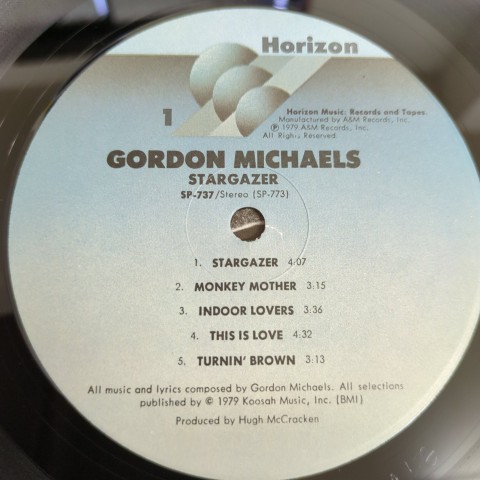 Horizon
1
Horizon Music: Records and Tapes.
Manufactured by A&M Records, Inc.
℗ 1979 A&M Records, Inc.
All Rights Reserved
GORDON MICHAELS
STARGAZER
SP-737/Stereo (SP-773)
1. STARGAZER 4:07
2. MONKEY MOTHER 3:15
3. INDOOR LOVERS 3:36
4. THIS IS LOVE 4:32
5. TURNIN' BROWN 3:13
All music and lyrics composed by Gordon Michaels. All selections
published by © 1979 Koosah Music, Inc. (BMI)
Produced by Hugh McCracken